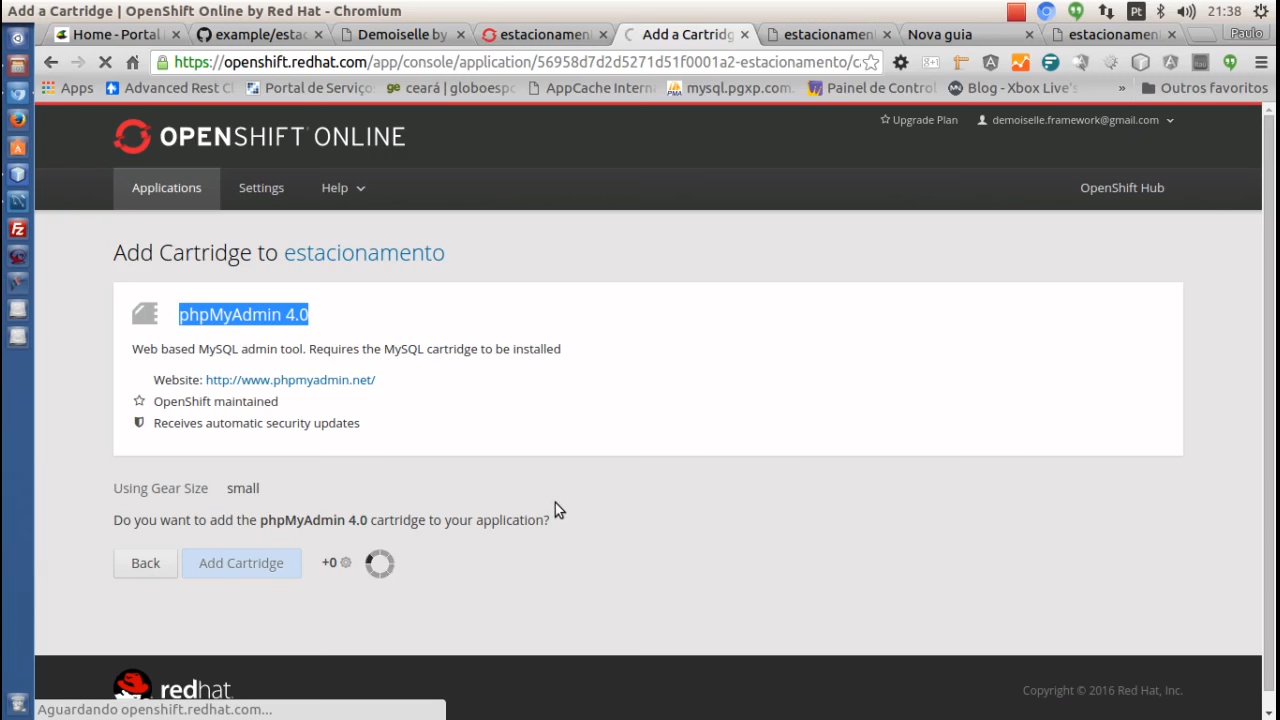 Add a Cartridge | OpenShift Online by Red Hat - Chromium
Pt
21:38
Home - Portal
example/esta
Demoiselle by
estacionamen
Add a Cartridg
estacionamen
Nova guia
estacionamen
Paulo
https://openshift.redhat.com/app/console/application/56958d7d2d5271d51f0001a2-estacionamento/c
Apps
Advanced Rest Cl
Portal de Serviço
ceará | globoesp
AppCache Intern
mysql.pgxp.com.
Painel de Control
Blog - Xbox Live's
»
Outros favoritos
OPENSHIFT ONLINE
Upgrade Plan
demoiselle.framework@gmail.com
Applications
Settings
Help
OpenShift Hub
Add Cartridge to estacionamento
phpMyAdmin 4.0
Web based MySQL admin tool. Requires the MySQL cartridge to be installed
Website: http://www.phpmyadmin.net/
OpenShift maintained
Receives automatic security updates
Using Gear Size small
Do you want to add the phpMyAdmin 4.0 cartridge to your application?
Back
Add Cartridge
+0
redhat.
Copyright © 2016 Red Hat, Inc.
Aguardando openshift.redhat.com...